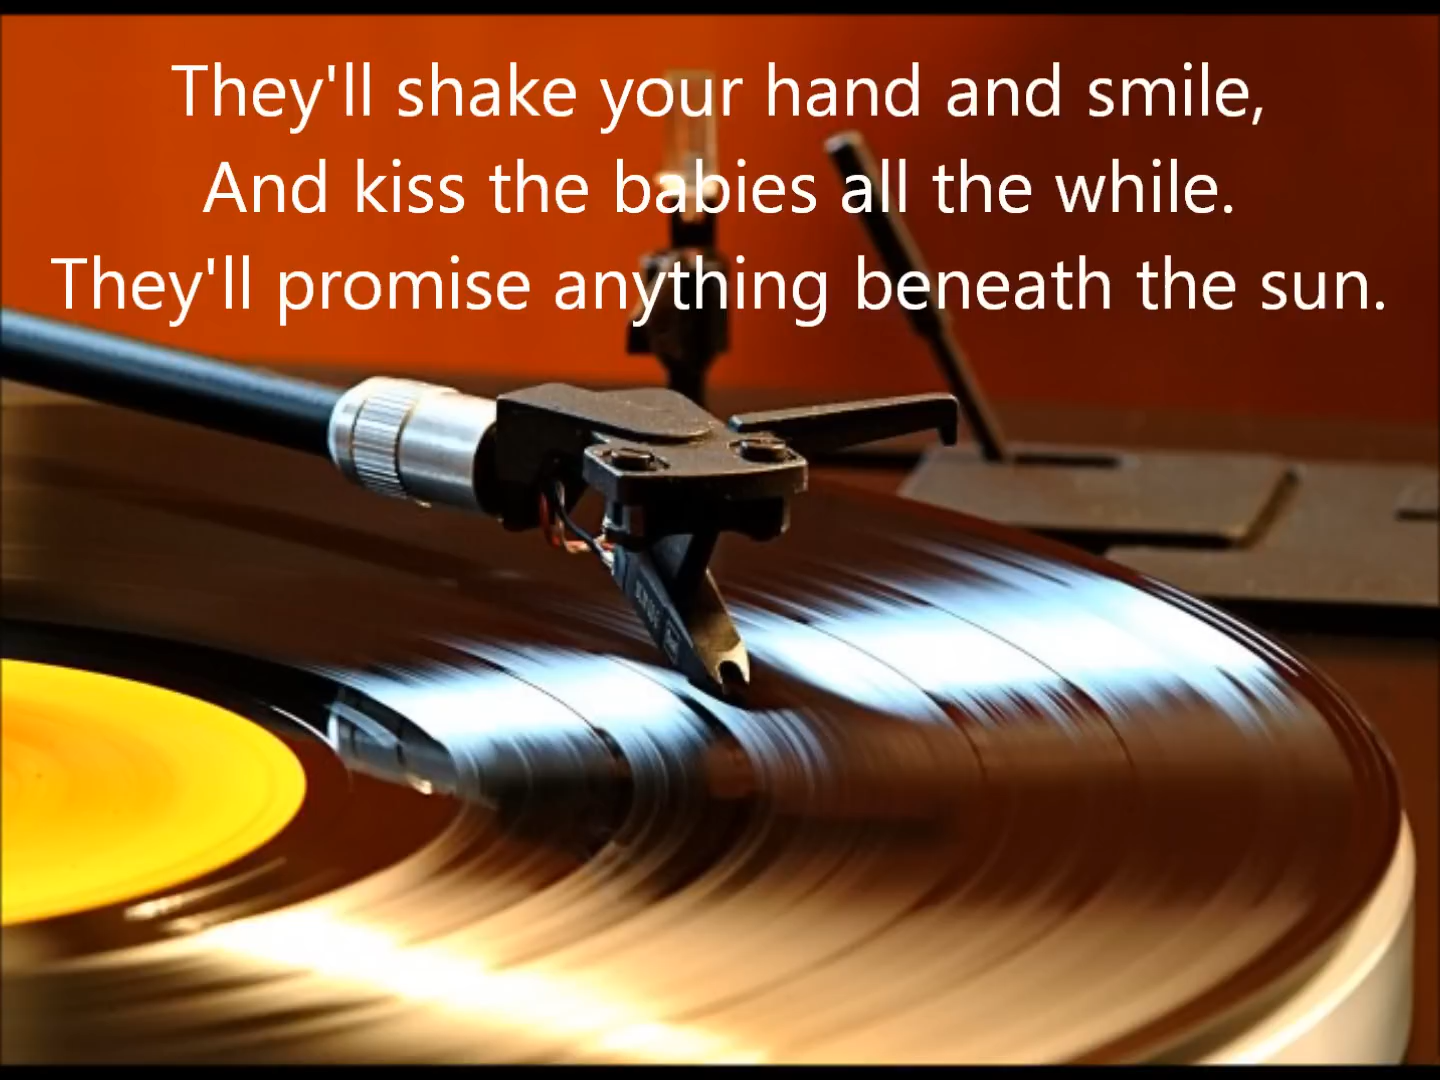 They'll shake your hand and smile,
And kiss the babies all the while.
They'll promise anything beneath the sun.